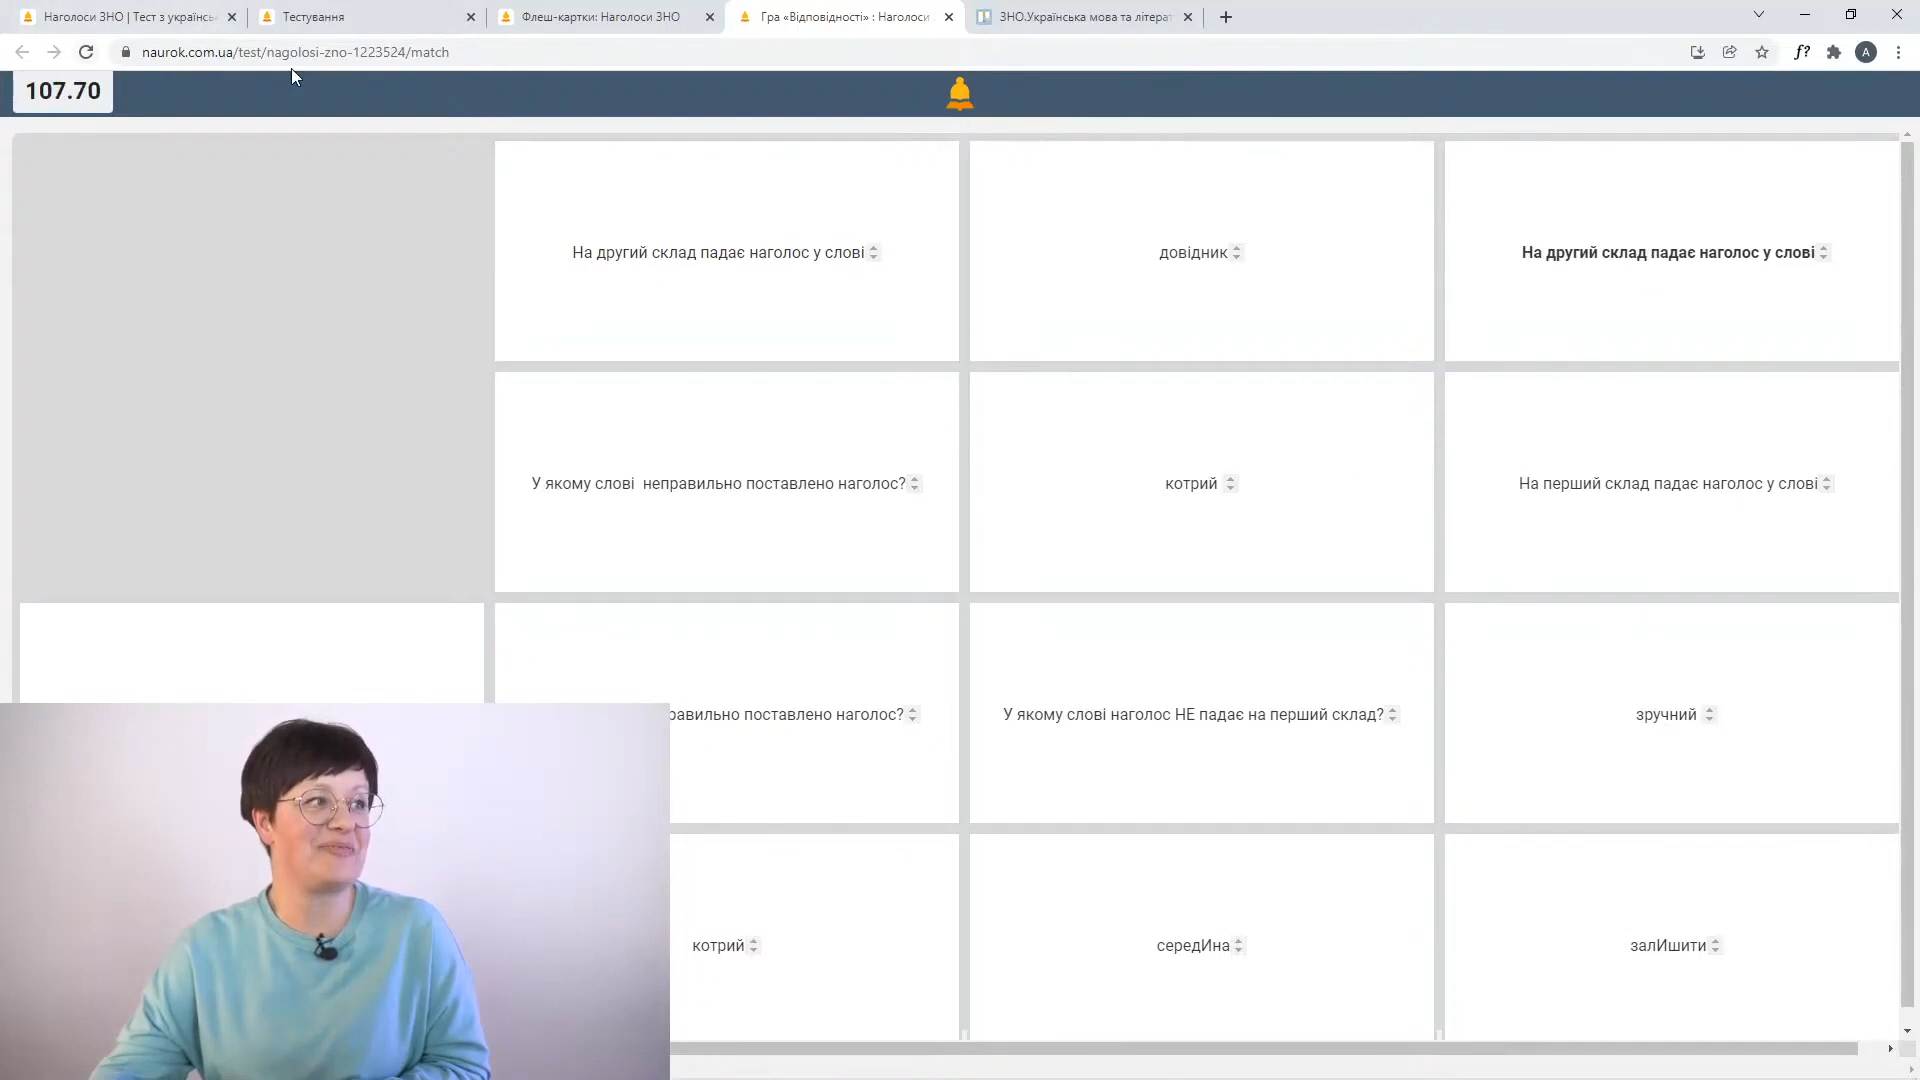 Наголоси ЗНО | Тест з українсь
Тестування
Флеш-картки: Наголоси ЗНО
Гра «Відповідності» : Наголоси
ЗНО.Українська мова та літерат
naurok.com.ua/test/nagolosi-zno-1223524/match
f?
A
107.70
На другий склад падає наголос у слові
довідник
На другий склад падає наголос у слові
У якому слові неправильно поставлено наголос?
котрий
На перший склад падає наголос у слові
равильно поставлено наголос?
У якому слові наголос НЕ падає на перший склад?
зручний
котрий
середИна
залИшити